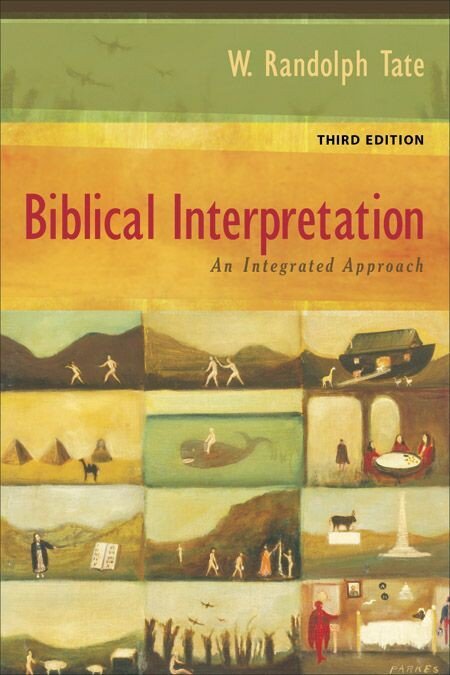 W. Randolph Tate
THIRD EDITION
Biblical Interpretation
An Integrated Approach
PARKES